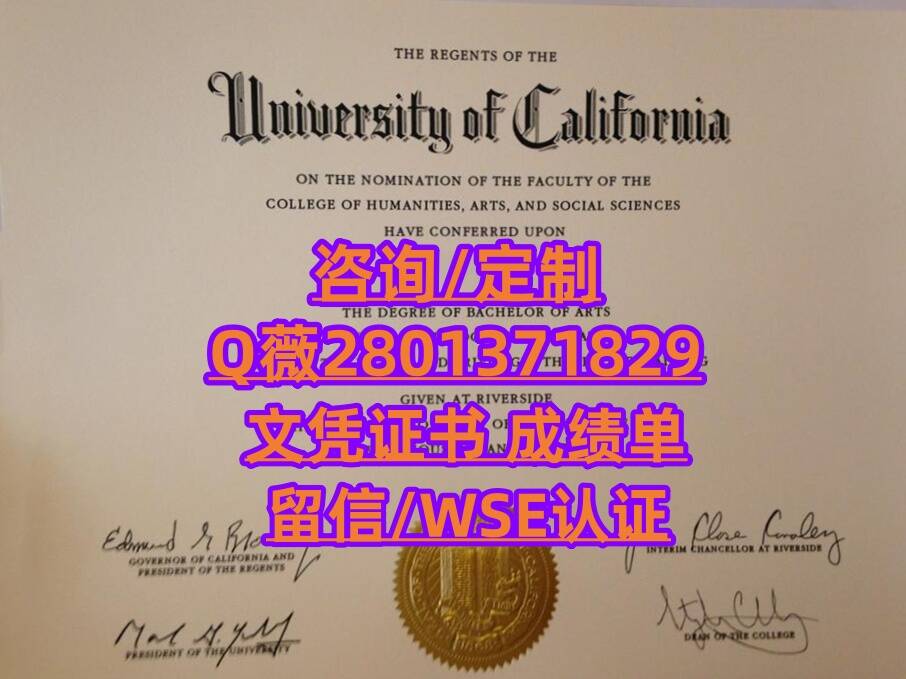 THE REGENTS OF THE
University of California
ON THE NOMINATION OF THE FACULTY OF THE
COLLEGE OF HUMANITIES, ARTS, AND SOCIAL SCIENCES
HAVE CONFERRED UPON
咨询/定制
THE DEGREE OF BACHELOR OF ARTS
Q薇2801371829
GIVEN AT RIVERSIDE
文凭证书 成绩单
留信/WSE认证
GOVERNOR OF CALIFORNIA AND
PRESIDENT OF THE REGENTS
INTERIM CHANCELLOR AT RIVERSIDE
PRESIDENT OF THE UNIVERSITY
DEAN OF THE COLLEGE